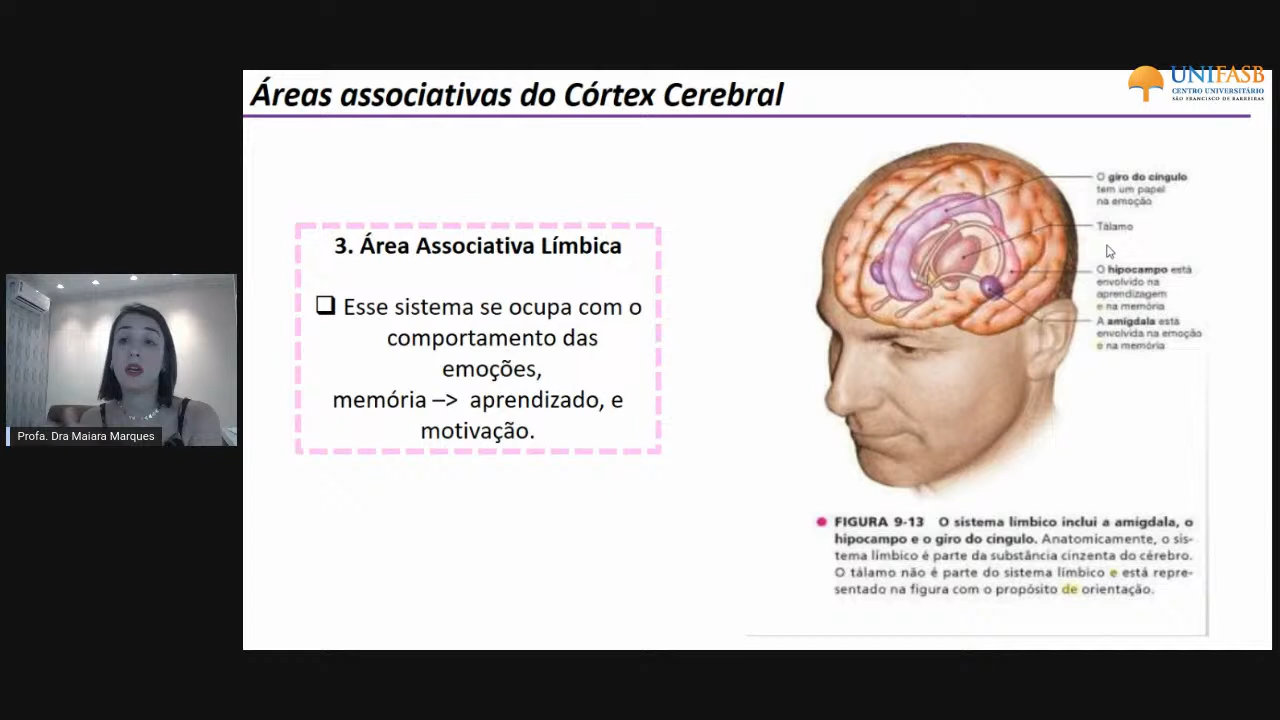 Áreas associativas do Córtex Cerebral
UNIFASB
CENTRO UNIVERSITÁRIO
SÃO FRANCISCO DE BARREIRAS
3. Área Associativa Límbica
❑ Esse sistema se ocupa com o
comportamento das
emoções,
memória –> aprendizado, e
motivação.
O giro do cíngulo
tem um papel
na emoção
Tálamo
O hipocampo está
envolvido na
aprendizagem
e na memória
A amígdala está
envolvida na emoção
e na memória
Profa. Dra Maiara Marques
FIGURA 9-13 O sistema límbico inclui a amígdala, o
hipocampo e o giro do cíngulo. Anatomicamente, o sis-
tema límbico é parte da substância cinzenta do cérebro.
O tálamo não é parte do sistema límbico e está repre-
sentado na figura com o propósito de orientação.